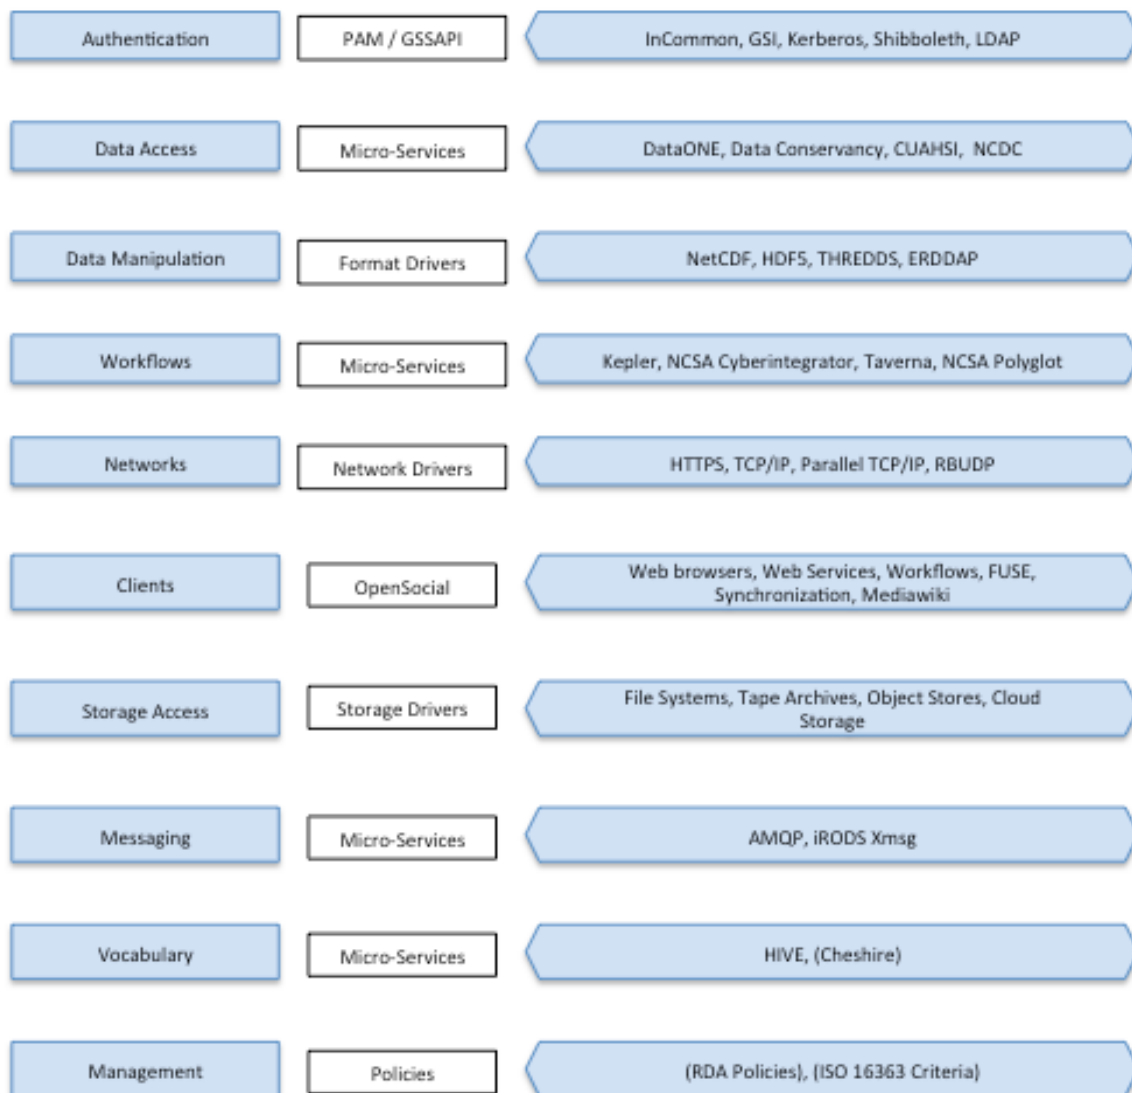 Authentication
PAM / GSSAPI
InCommon, GSI, Kerberos, Shibboleth, LDAP
Data Access
Micro-Services
DataONE, Data Conservancy, CUAHSI, NCDC
Data Manipulation
Format Drivers
NetCDF, HDF5, THREDDS, ERDDAP
Workflows
Micro-Services
Kepler, NCSA Cyberintegrator, Taverna, NCSA Polyglot
Networks
Network Drivers
HTTPS, TCP/IP, Parallel TCP/IP, RBUDP
Clients
OpenSocial
Web browsers, Web Services, Workflows, FUSE,
Synchronization, Mediawiki
Storage Access
Storage Drivers
File Systems, Tape Archives, Object Stores, Cloud
Storage
Messaging
Micro-Services
AMQP, iRODS Xmsg
Vocabulary
Micro-Services
HIVE, (Cheshire)
Management
Policies
(RDA Policies), (ISO 16363 Criteria)